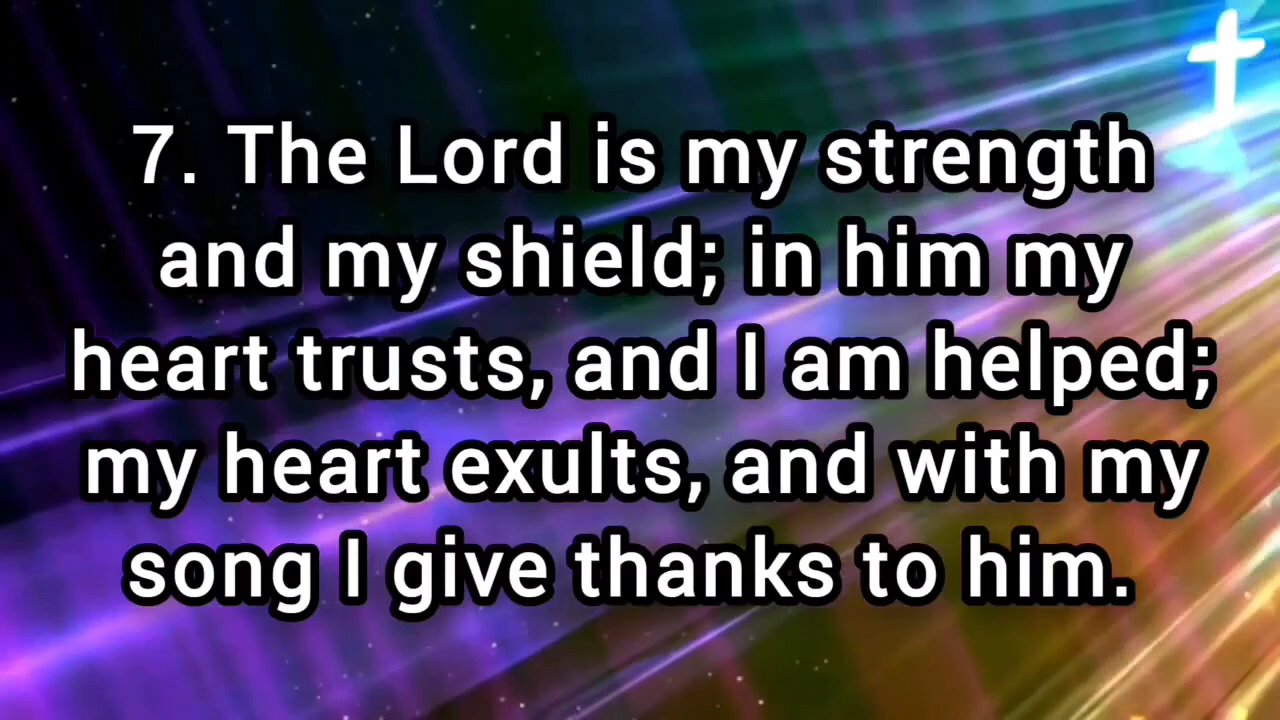 7. The Lord is my strength
and my shield; in him my
heart trusts, and I am helped;
my heart exults, and with my
song I give thanks to him.